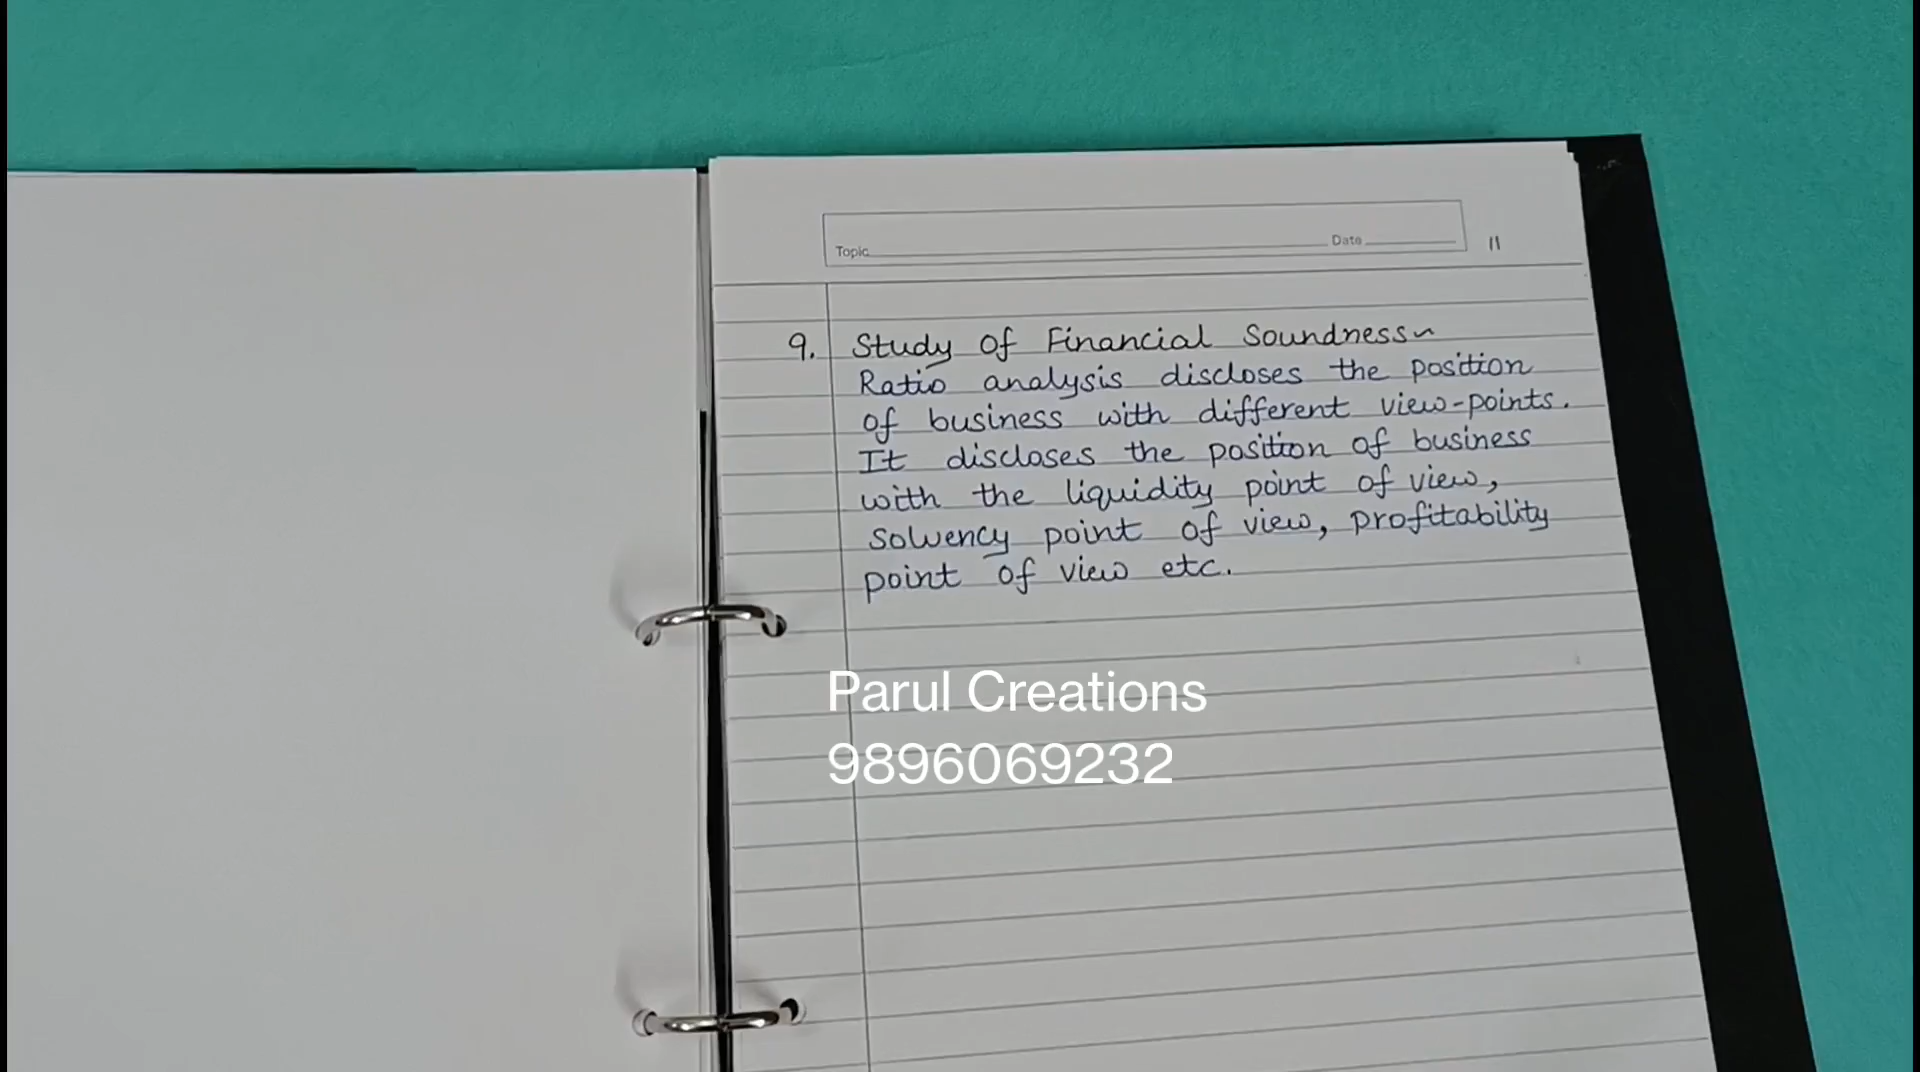 Topic Date 11
9. Study of Financial Soundness~
Ratio analysis discloses the position
of business with different view-points.
It discloses the position of business
with the liquidity point of view,
Solvency point of view, profitability
point of view etc.
Parul Creations
9896069232